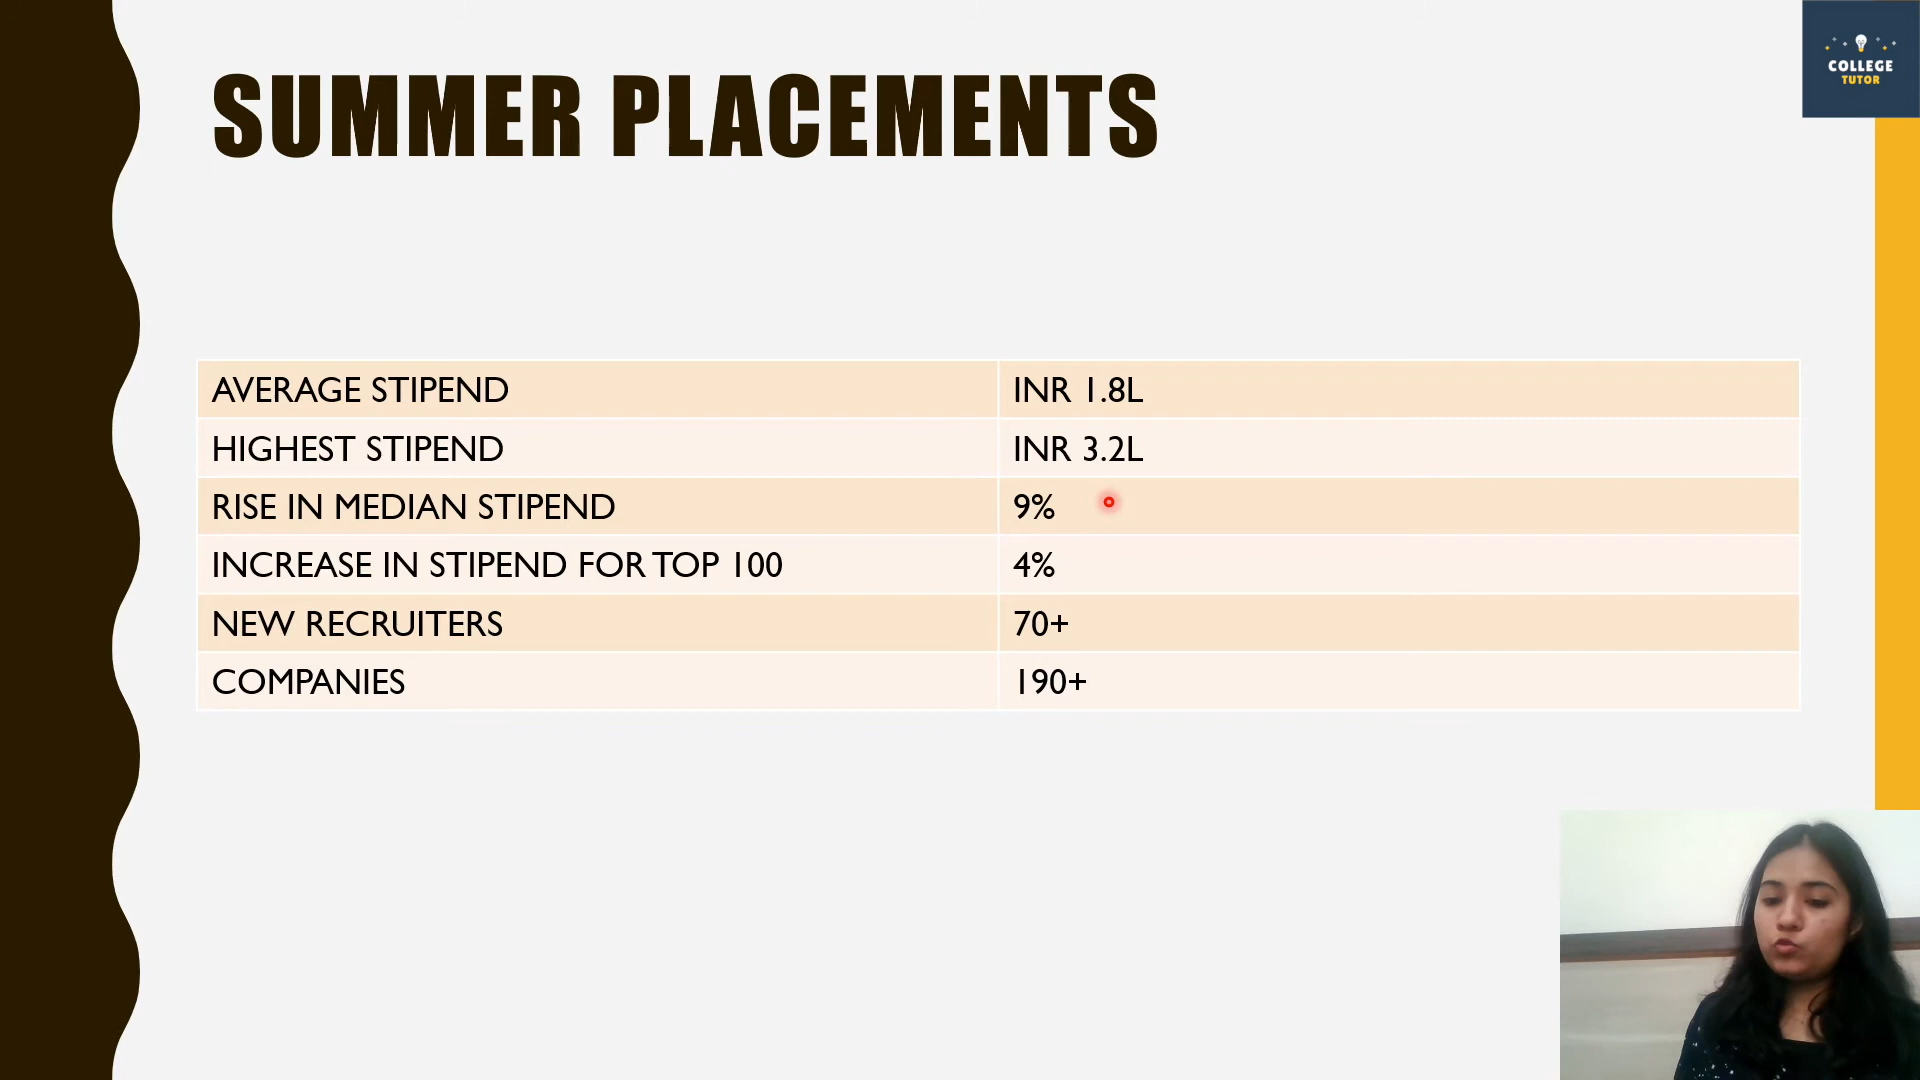 SUMMER PLACEMENTS
COLLEGE
TUTOR
AVERAGE STIPEND INR 1.8L
HIGHEST STIPEND INR 3.2L
RISE IN MEDIAN STIPEND 9%
INCREASE IN STIPEND FOR TOP 100 4%
NEW RECRUITERS 70+
COMPANIES 190+